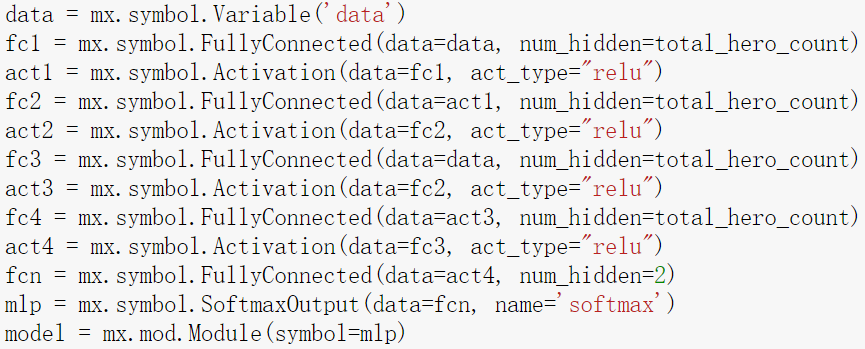 data = mx.symbol.Variable('data')
fc1 = mx.symbol.FullyConnected(data=data, num_hidden=total_hero_count)
act1 = mx.symbol.Activation(data=fc1, act_type="relu")
fc2 = mx.symbol.FullyConnected(data=act1, num_hidden=total_hero_count)
act2 = mx.symbol.Activation(data=fc2, act_type="relu")
fc3 = mx.symbol.FullyConnected(data=data, num_hidden=total_hero_count)
act3 = mx.symbol.Activation(data=fc2, act_type="relu")
fc4 = mx.symbol.FullyConnected(data=act3, num_hidden=total_hero_count)
act4 = mx.symbol.Activation(data=fc3, act_type="relu")
fcn = mx.symbol.FullyConnected(data=act4, num_hidden=2)
mlp = mx.symbol.SoftmaxOutput(data=fcn, name='softmax')
model = mx.mod.Module(symbol=mlp)